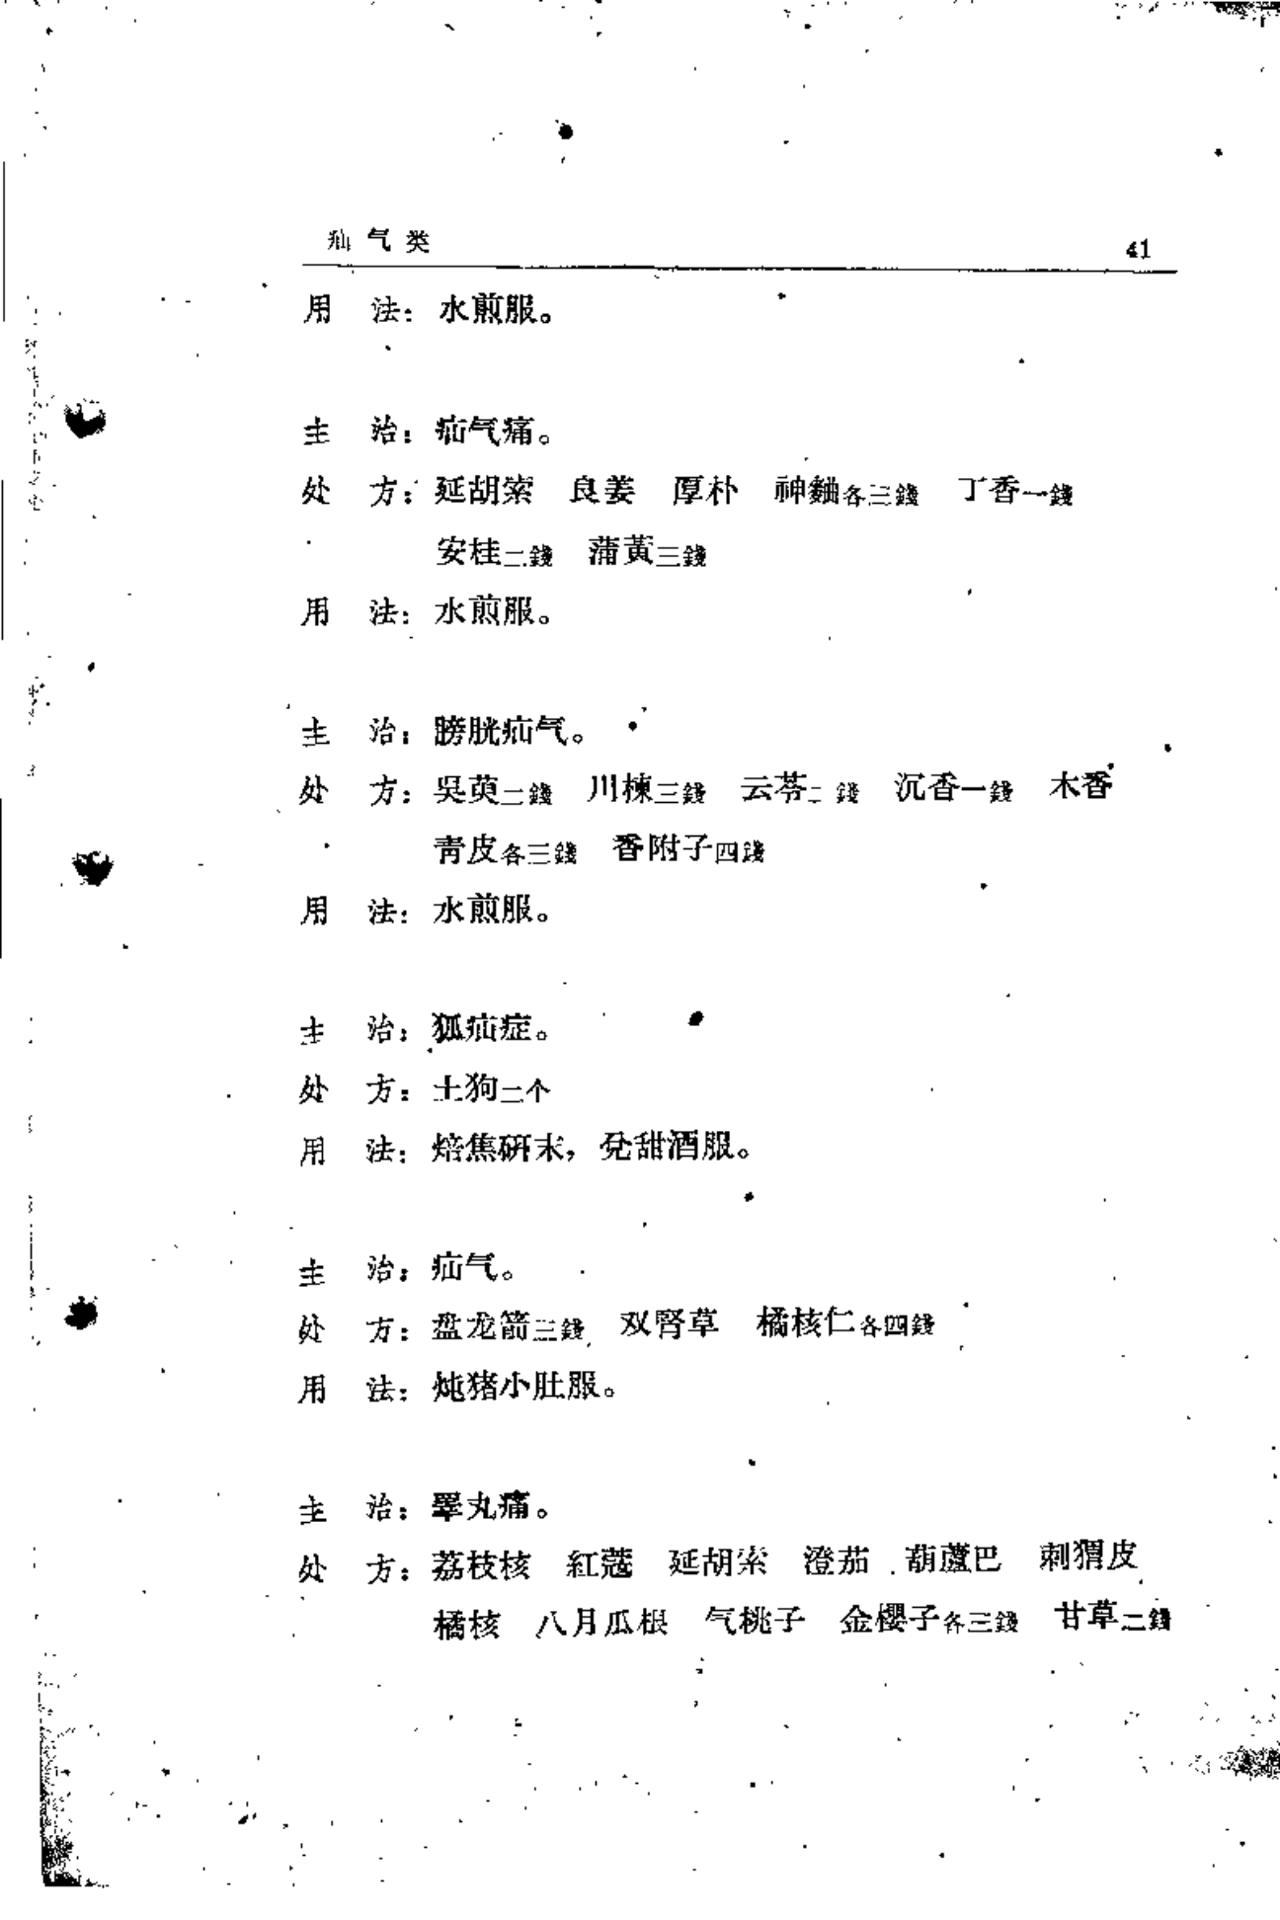 疝气类 41
用 法：水煎服。
主 治：疝气痛。
处 方：延胡索 良姜 厚朴 神麯各三錢 丁香一錢
安桂二錢 蒲黃三錢
用 法：水煎服。
主 治：膀胱疝气。
处 方：吳萸二錢 川楝三錢 云苓二錢 沉香一錢 木香
靑皮各三錢 香附子四錢
用 法：水煎服。
主 治：狐疝症。
处 方：土狗二个
用 法：焙焦研末，兌甜酒服。
主 治：疝气。
处 方：盘龙箭三錢 双腎草 橘核仁各四錢
用 法：炖猪小肚服。
主 治：睪丸痛。
处 方：荔枝核 紅蔻 延胡索 澄茄 葫蘆巴 刺猬皮
橘核 八月瓜根 气桃子 金櫻子各三錢 甘草二錢